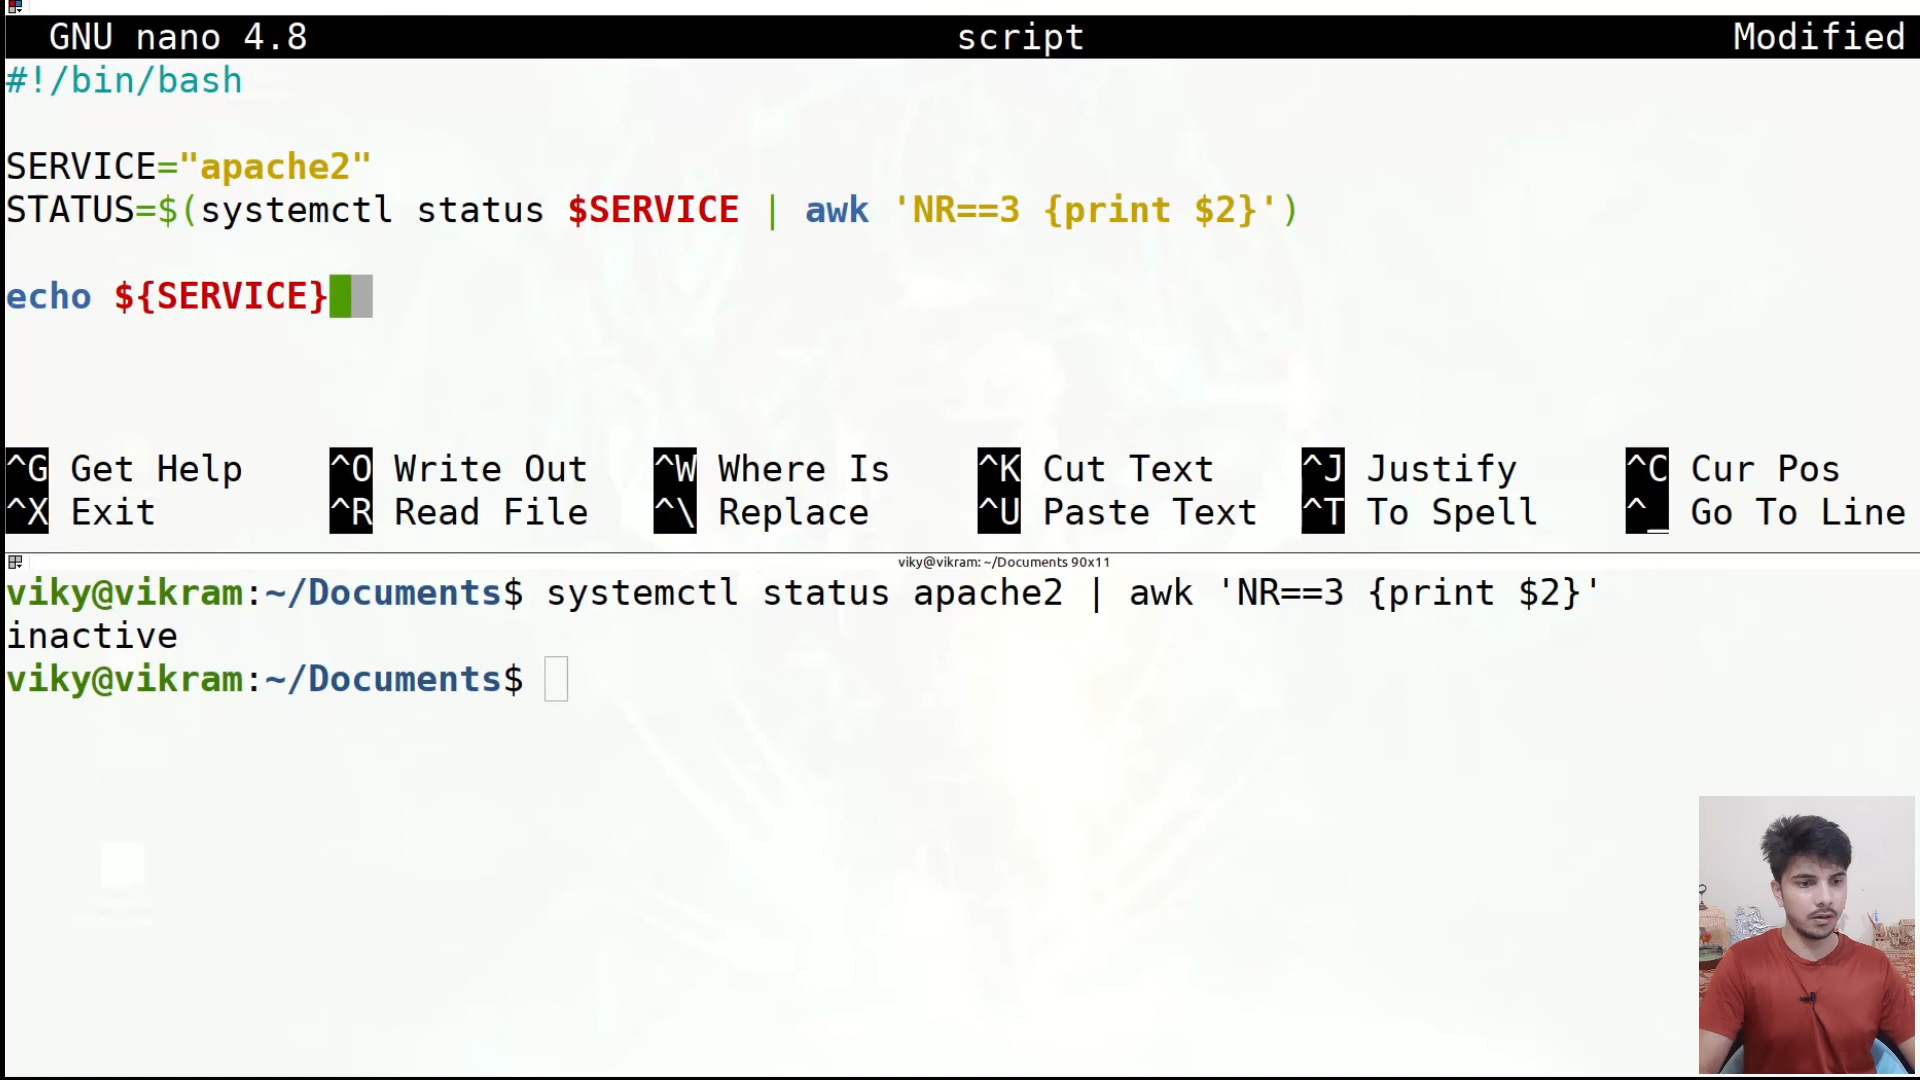 GNU nano 4.8 script Modified
#!/bin/bash
SERVICE="apache2"
STATUS=$(systemctl status $SERVICE | awk 'NR==3 {print $2}')
echo ${SERVICE}
^G Get Help ^O Write Out ^W Where Is ^K Cut Text ^J Justify ^C Cur Pos
^X Exit ^R Read File ^\ Replace ^U Paste Text ^T To Spell ^_ Go To Line
viky@vikram: ~/Documents 90x11
viky@vikram:~/Documents$ systemctl status apache2 | awk 'NR==3 {print $2}'
inactive
viky@vikram:~/Documents$